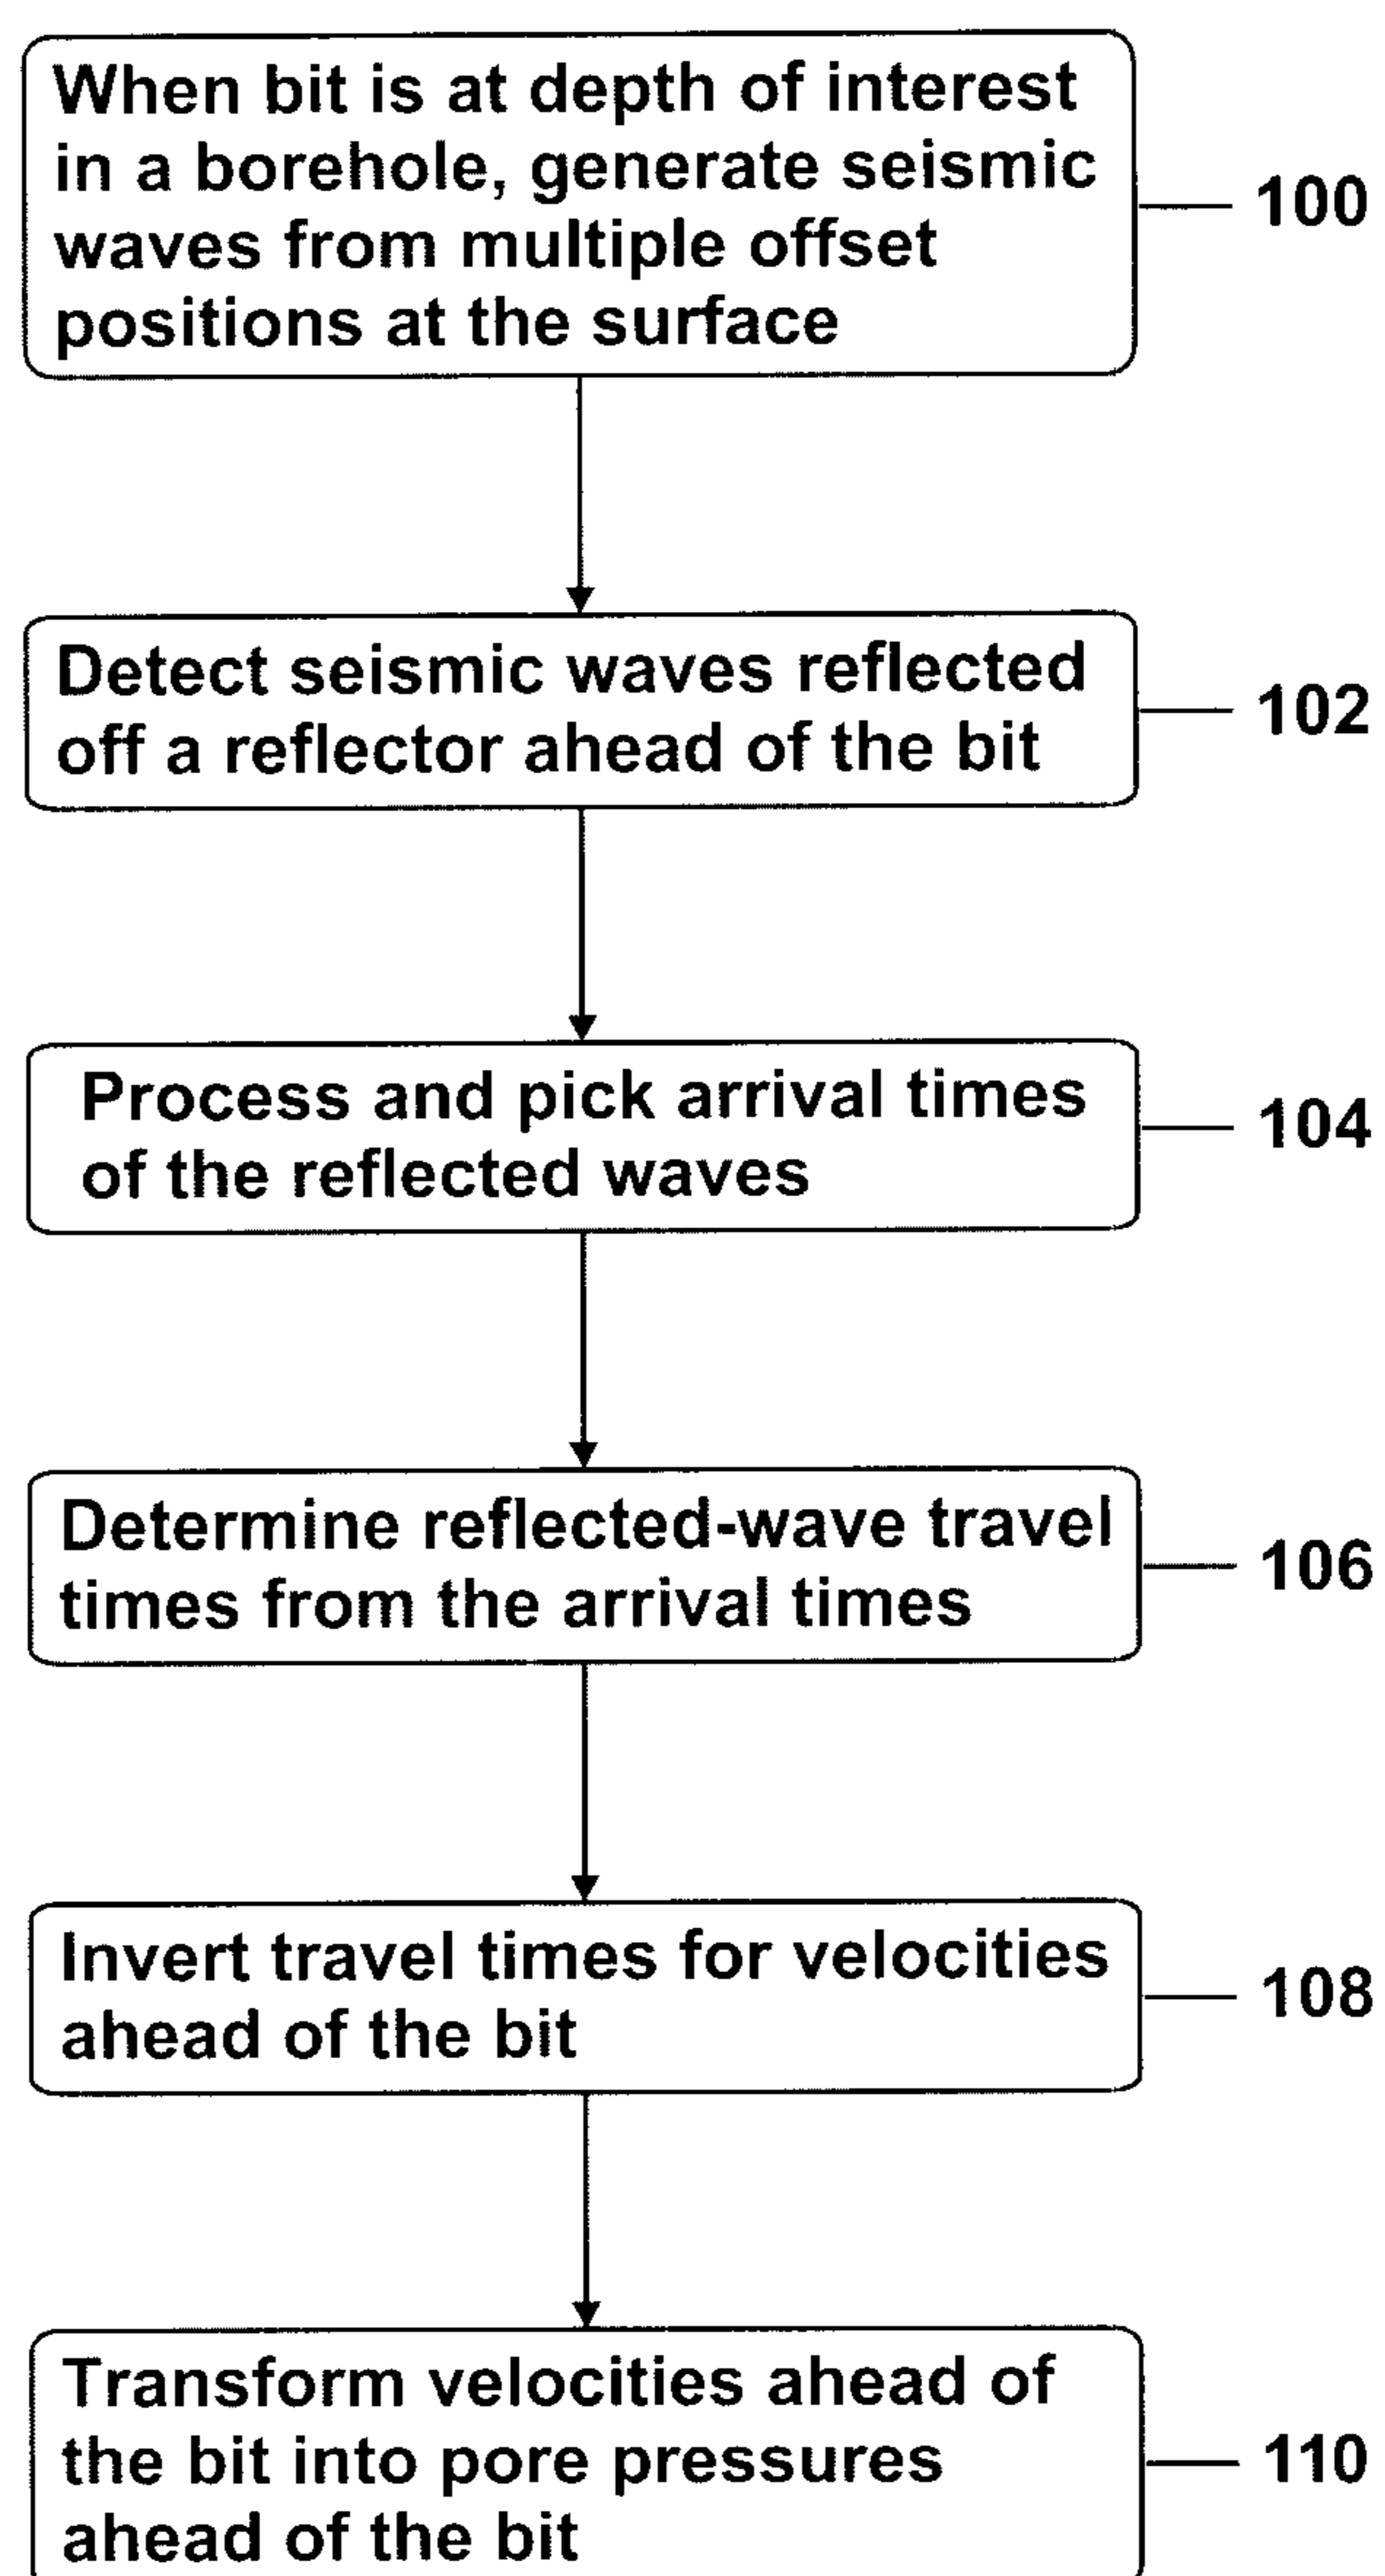 When bit is at depth of interest
in a borehole, generate seismic
waves from multiple offset
positions at the surface
100
Detect seismic waves reflected
off a reflector ahead of the bit
102
Process and pick arrival times
of the reflected waves
104
Determine reflected-wave travel
times from the arrival times
106
Invert travel times for velocities
ahead of the bit
108
Transform velocities ahead of
the bit into pore pressures
ahead of the bit
110